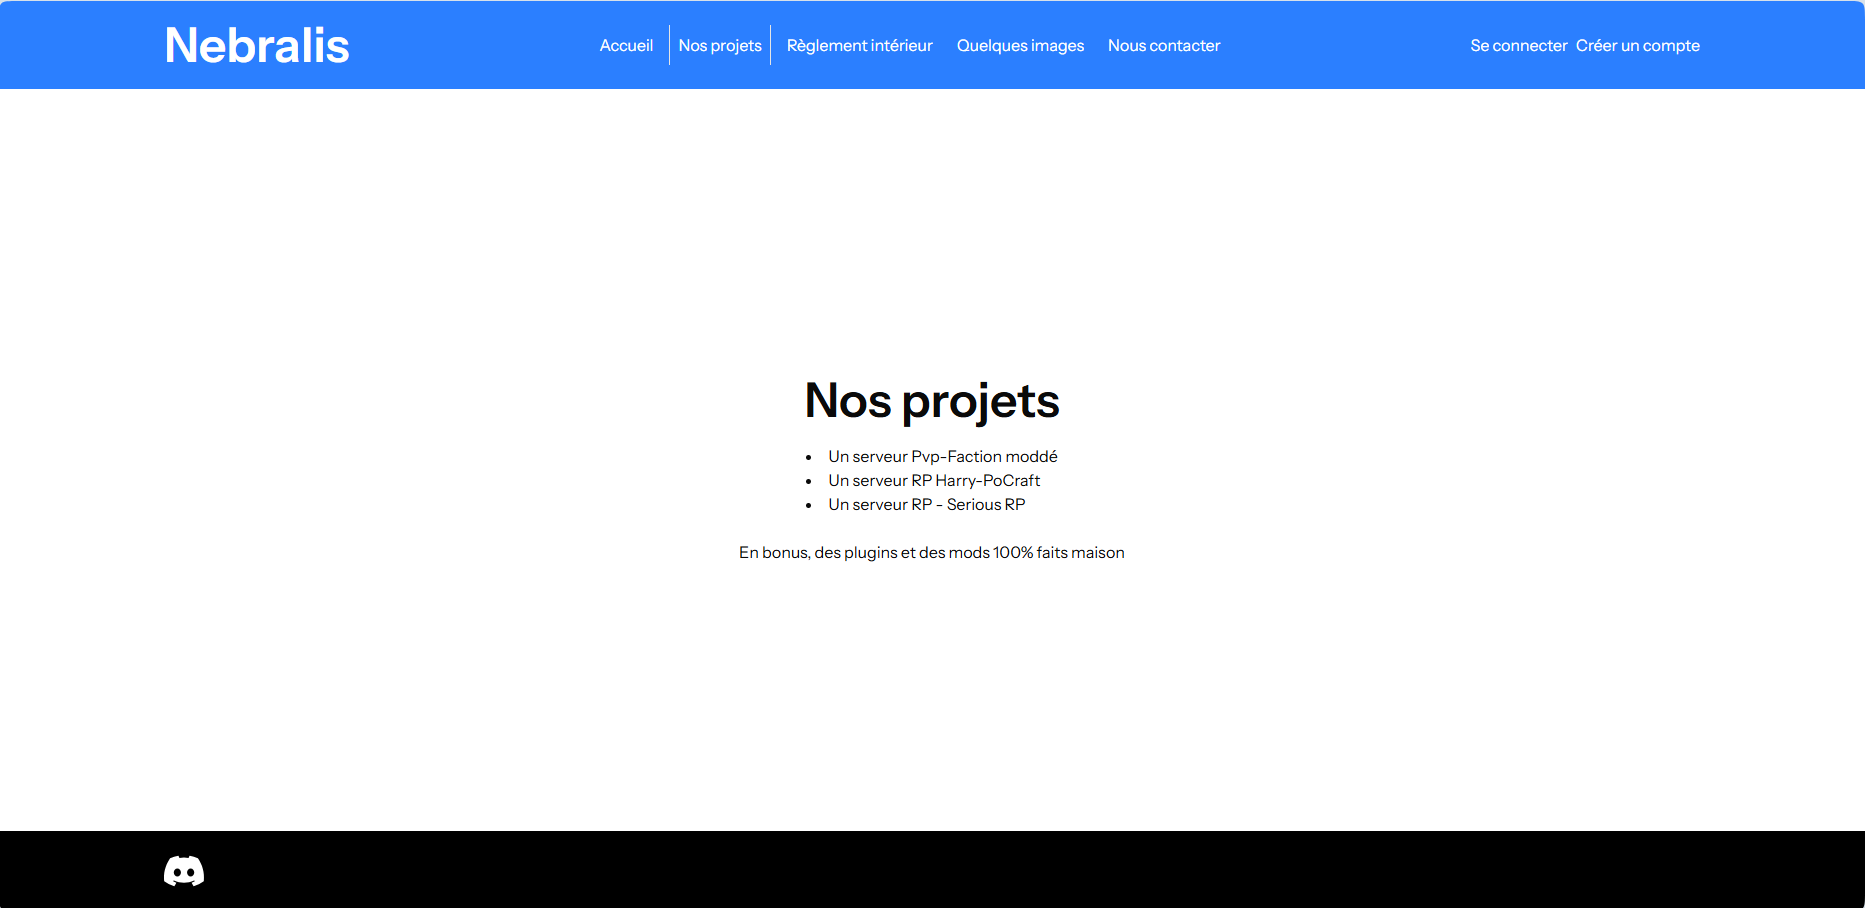 Nebralis
Accueil Nos projets Règlement intérieur Quelques images Nous contacter
Se connecter Créer un compte
Nos projets
• Un serveur Pvp-Faction moddé
• Un serveur RP Harry-PoCraft
• Un serveur RP - Serious RP
En bonus, des plugins et des mods 100% faits maison